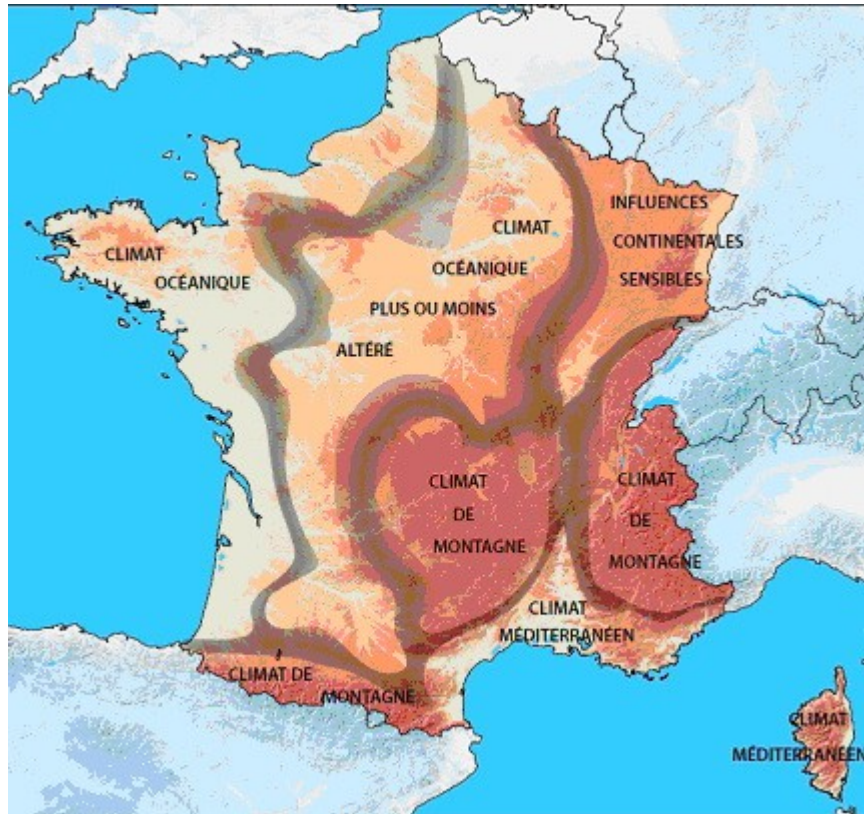 INFLUENCES
CONTINENTALES
SENSIBLES
CLIMAT
OCÉANIQUE
CLIMAT
OCÉANIQUE
PLUS OU MOINS
ALTÉRÉ
CLIMAT
DE
MONTAGNE
CLIMAT
DE
MONTAGNE
CLIMAT
MÉDITERRANÉEN
CLIMAT DE
MONTAGNE
CLIMAT
MÉDITERRANÉEN